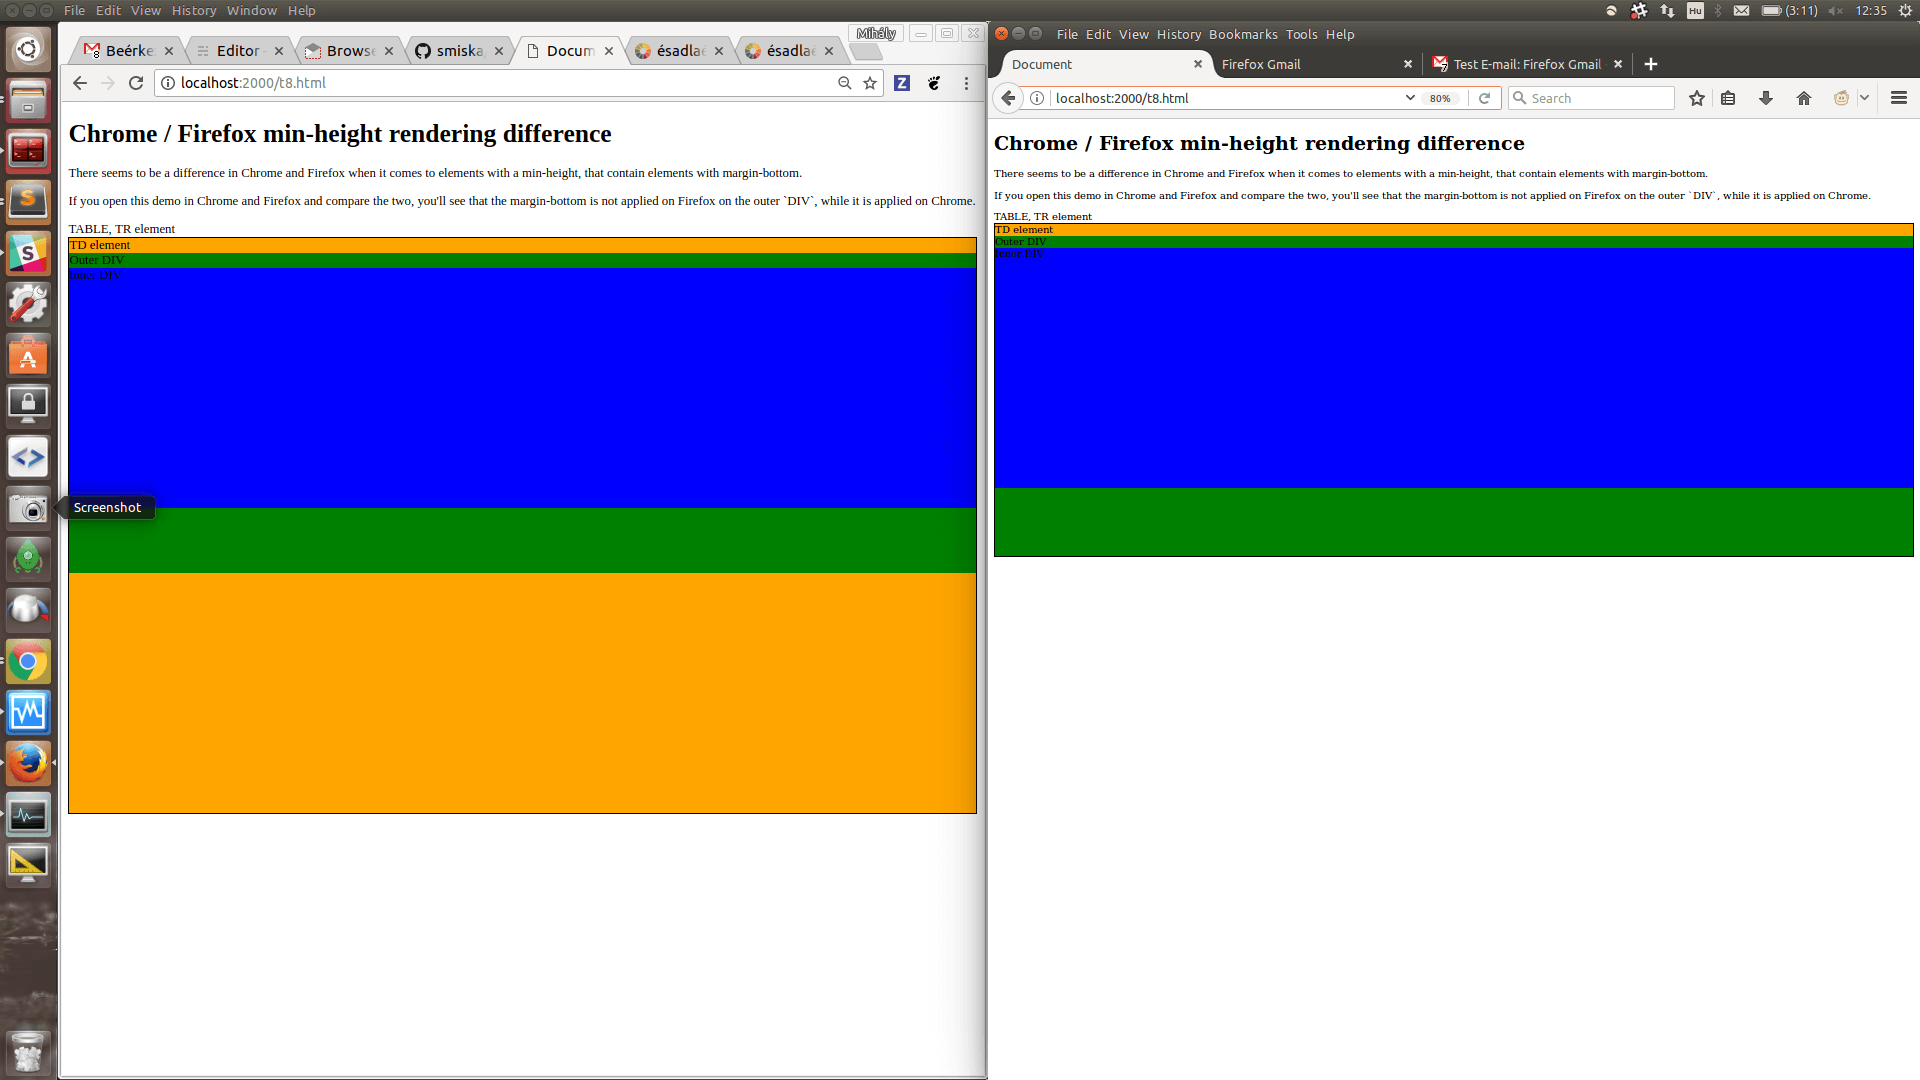 File Edit View History Window Help
Hu (3:11) 12:35
Mihály
Beérke Editor Browse smiska Docum ésadlaé ésadlaé
localhost:2000/t8.html
Z
Chrome / Firefox min-height rendering difference
There seems to be a difference in Chrome and Firefox when it comes to elements with a min-height, that contain elements with margin-bottom.
If you open this demo in Chrome and Firefox and compare the two, you'll see that the margin-bottom is not applied on Firefox on the outer `DIV`, while it is applied on Chrome.
TABLE, TR element
TD element
Outer DIV
Inner DIV
Screenshot
File Edit View History Bookmarks Tools Help
Document Firefox Gmail Test E-mail: Firefox Gmail
localhost:2000/t8.html 80% Search
Chrome / Firefox min-height rendering difference
There seems to be a difference in Chrome and Firefox when it comes to elements with a min-height, that contain elements with margin-bottom.
If you open this demo in Chrome and Firefox and compare the two, you'll see that the margin-bottom is not applied on Firefox on the outer `DIV`, while it is applied on Chrome.
TABLE, TR element
TD element
Outer DIV
Inner DIV